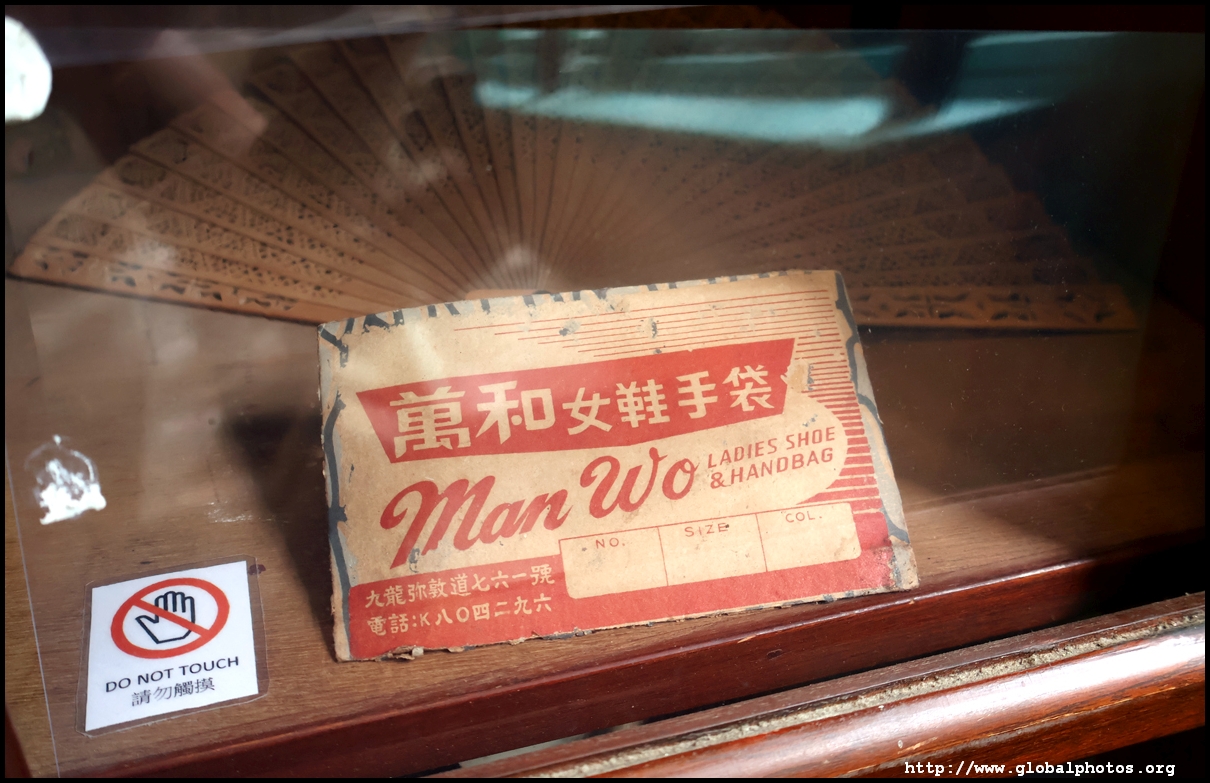 萬和女鞋手袋
Man Wo
LADIES SHOE
& HANDBAG
NO.
SIZE
COL.
九龍弥敦道七六一號
電話:K八〇四二九六
DO NOT TOUCH
請勿觸摸
http://www.globalphotos.org